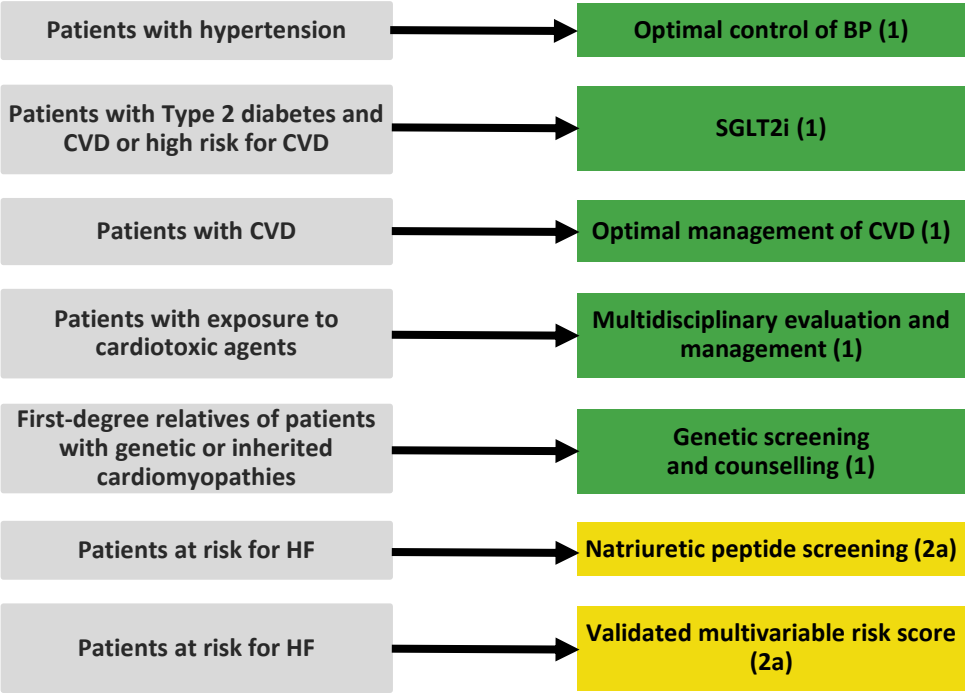 Patients with hypertension
Optimal control of BP (1)
Patients with Type 2 diabetes and
CVD or high risk for CVD
SGLT2i (1)
Patients with CVD
Optimal management of CVD (1)
Patients with exposure to
cardiotoxic agents
Multidisciplinary evaluation and
management (1)
First-degree relatives of patients
with genetic or inherited
cardiomyopathies
Genetic screening
and counselling (1)
Patients at risk for HF
Natriuretic peptide screening (2a)
Patients at risk for HF
Validated multivariable risk score
(2a)